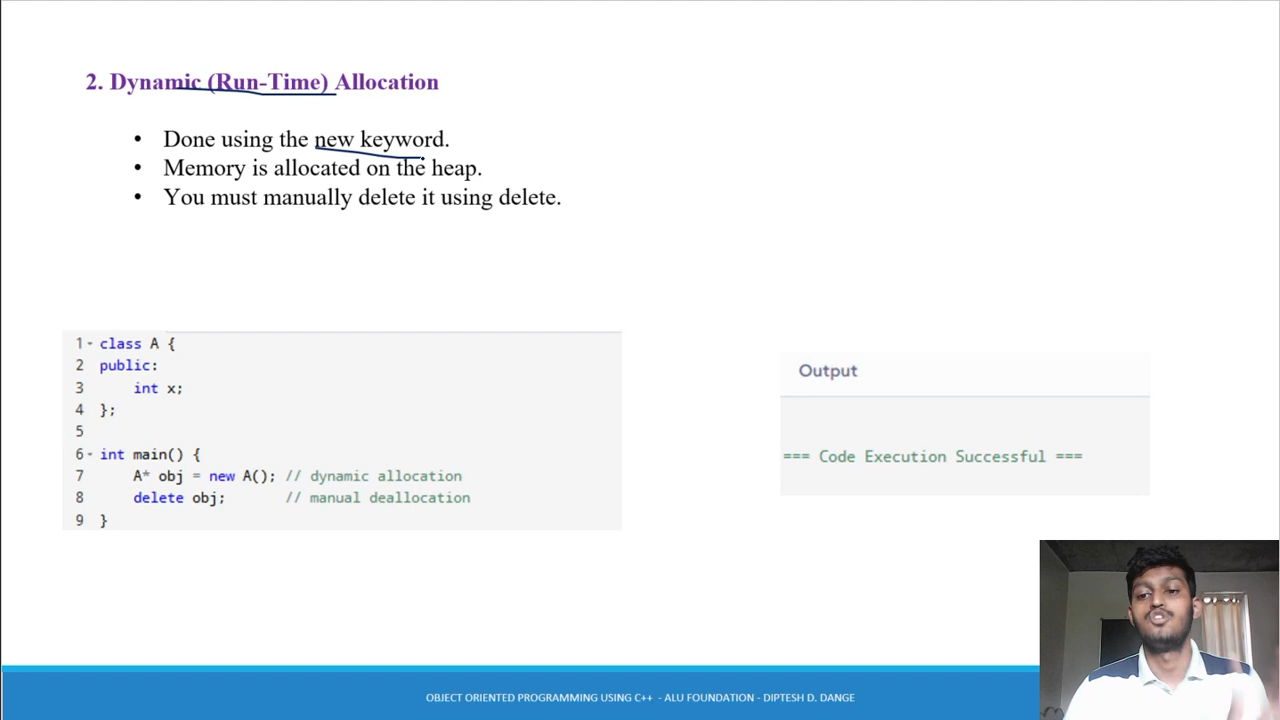 2. Dynamic (Run-Time) Allocation
• Done using the new keyword.
• Memory is allocated on the heap.
• You must manually delete it using delete.
1 class A {
2 public:
3     int x;
4 };
5
6 int main() {
7     A* obj = new A(); // dynamic allocation
8     delete obj;       // manual deallocation
9 }
Output
=== Code Execution Successful ===
OBJECT ORIENTED PROGRAMMING USING C++ - ALU FOUNDATION - DIPTESH D. DANGE